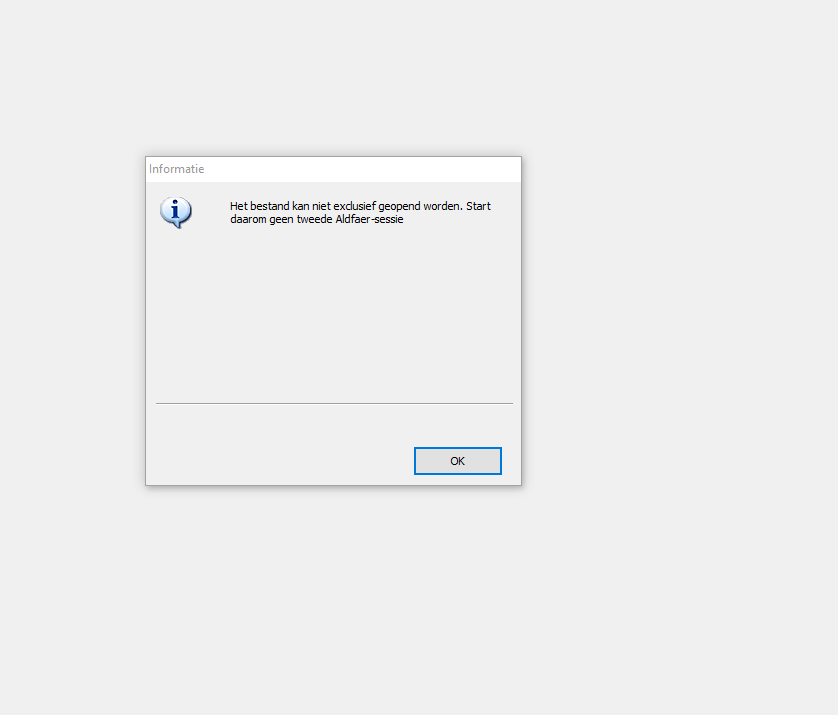 Informatie
Het bestand kan niet exclusief geopend worden. Start
daarom geen tweede Aldfaer-sessie
OK